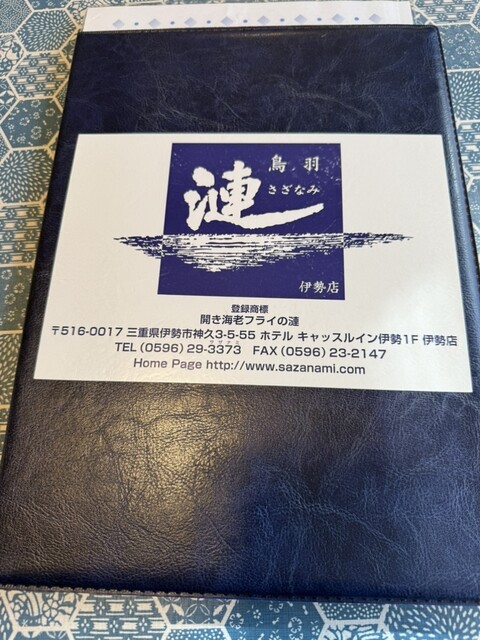 鳥羽
さざなみ
漣
伊勢店
登録商標
開き海老フライの漣
〒516-0017 三重県伊勢市神久3-5-55 ホテル キャッスルイン伊勢1F 伊勢店
TEL (0596) 29-3373 FAX (0596) 23-2147
Home Page http://www.sazanami.com